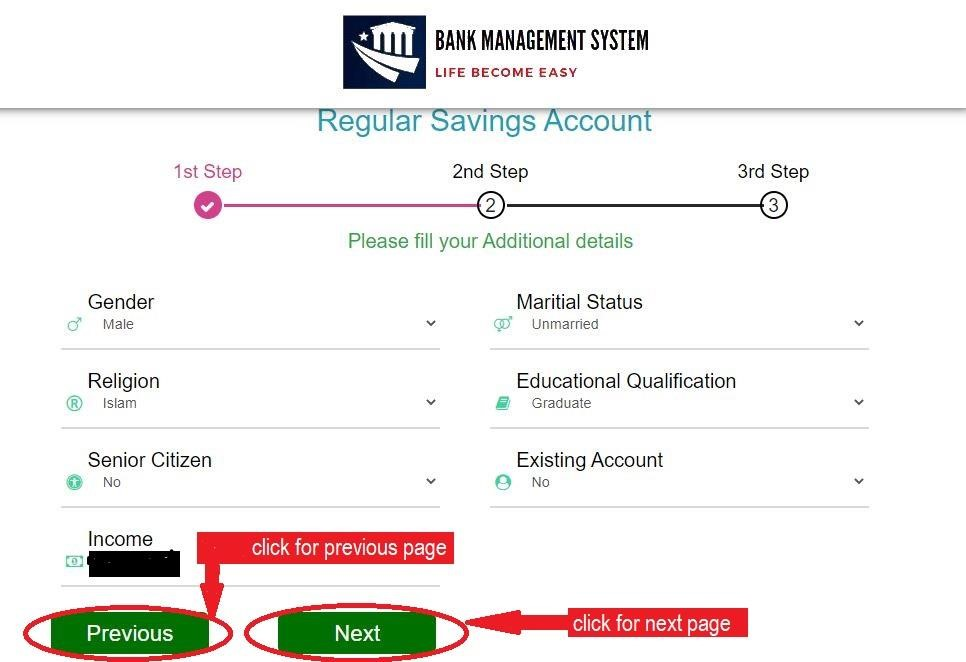 BANK MANAGEMENT SYSTEM
LIFE BECOME EASY
Regular Savings Account
1st Step
2nd Step
3rd Step
2
3
Please fill your Additional details
Gender
Male
Maritial Status
Unmarried
Religion
Islam
Educational Qualification
Graduate
Senior Citizen
No
Existing Account
No
Income
click for previous page
Previous
Next
click for next page